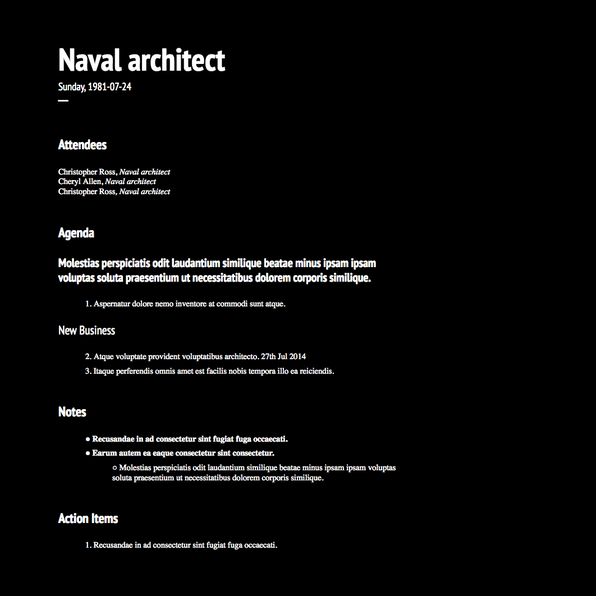 Naval architect
Sunday, 1981-07-24
Attendees
Christopher Ross, Naval architect
Cheryl Allen, Naval architect
Christopher Ross, Naval architect
Agenda
Molestias perspiciatis odit laudantium similique beatae minus ipsam ipsam
voluptas soluta praesentium ut necessitatibus dolorem corporis similique.
1. Aspernatur dolore nemo inventore at commodi sunt atque.
New Business
2. Atque voluptate provident voluptatibus architecto. 27th Jul 2014
3. Itaque perferendis omnis amet est facilis nobis tempora illo ea reiciendis.
Notes
● Recusandae in ad consectetur sint fugiat fuga occaecati.
● Earum autem ea eaque consectetur sint consectetur.
○ Molestias perspiciatis odit laudantium similique beatae minus ipsam ipsam voluptas
soluta praesentium ut necessitatibus dolorem corporis similique.
Action Items
1. Recusandae in ad consectetur sint fugiat fuga occaecati.